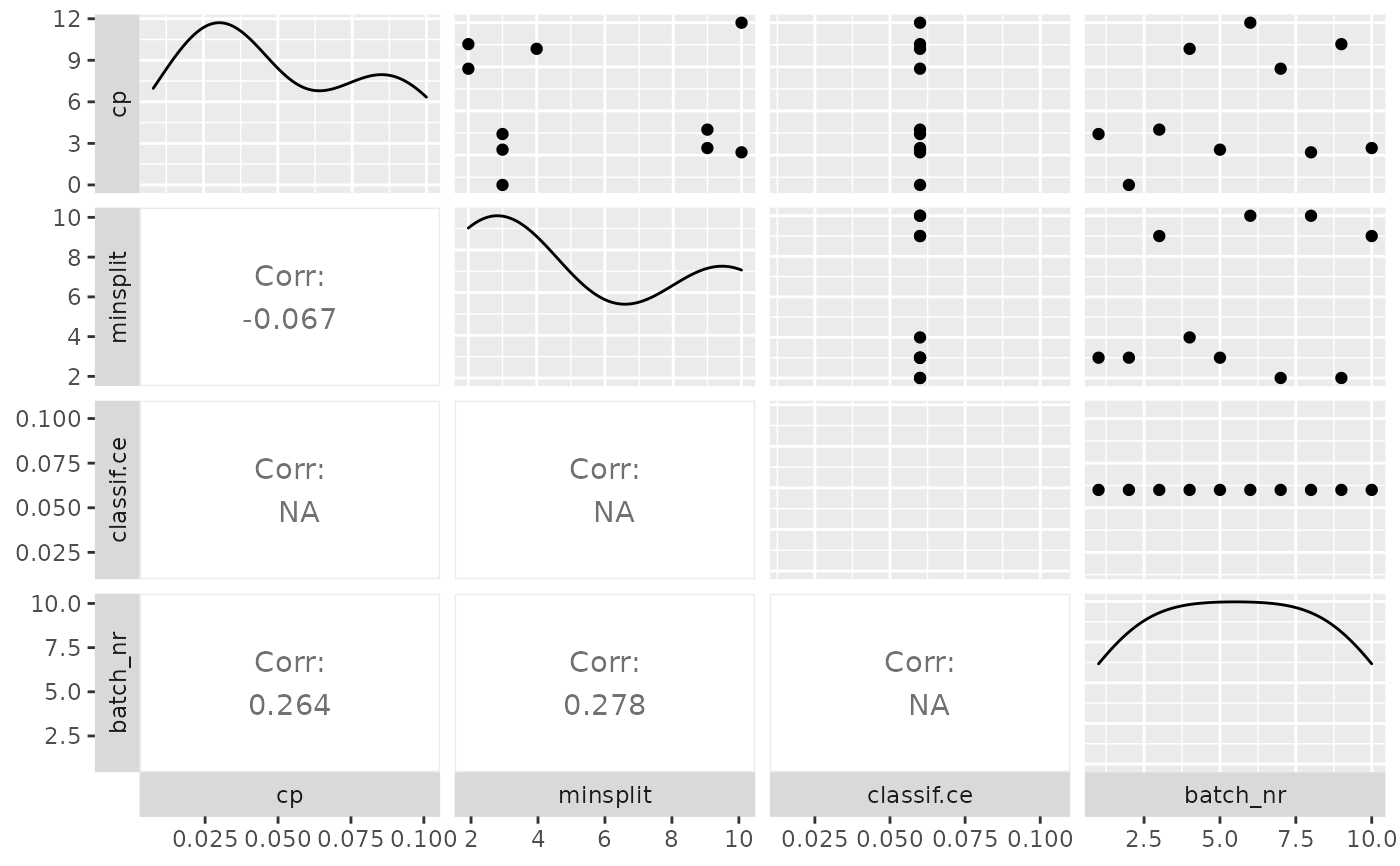 12
9
6
3
0
cp
10
8
6
4
2
minsplit
Corr:
-0.067
0.100
0.075
0.050
0.025
classif.ce
Corr:
NA
Corr:
NA
10.0
7.5
5.0
2.5
batch_nr
Corr:
0.264
Corr:
0.278
Corr:
NA
cp minsplit classif.ce batch_nr
0.025 0.050 0.075 0.100 2 4 6 8 10 0.025 0.050 0.075 0.100 2.5 5.0 7.5 10.0